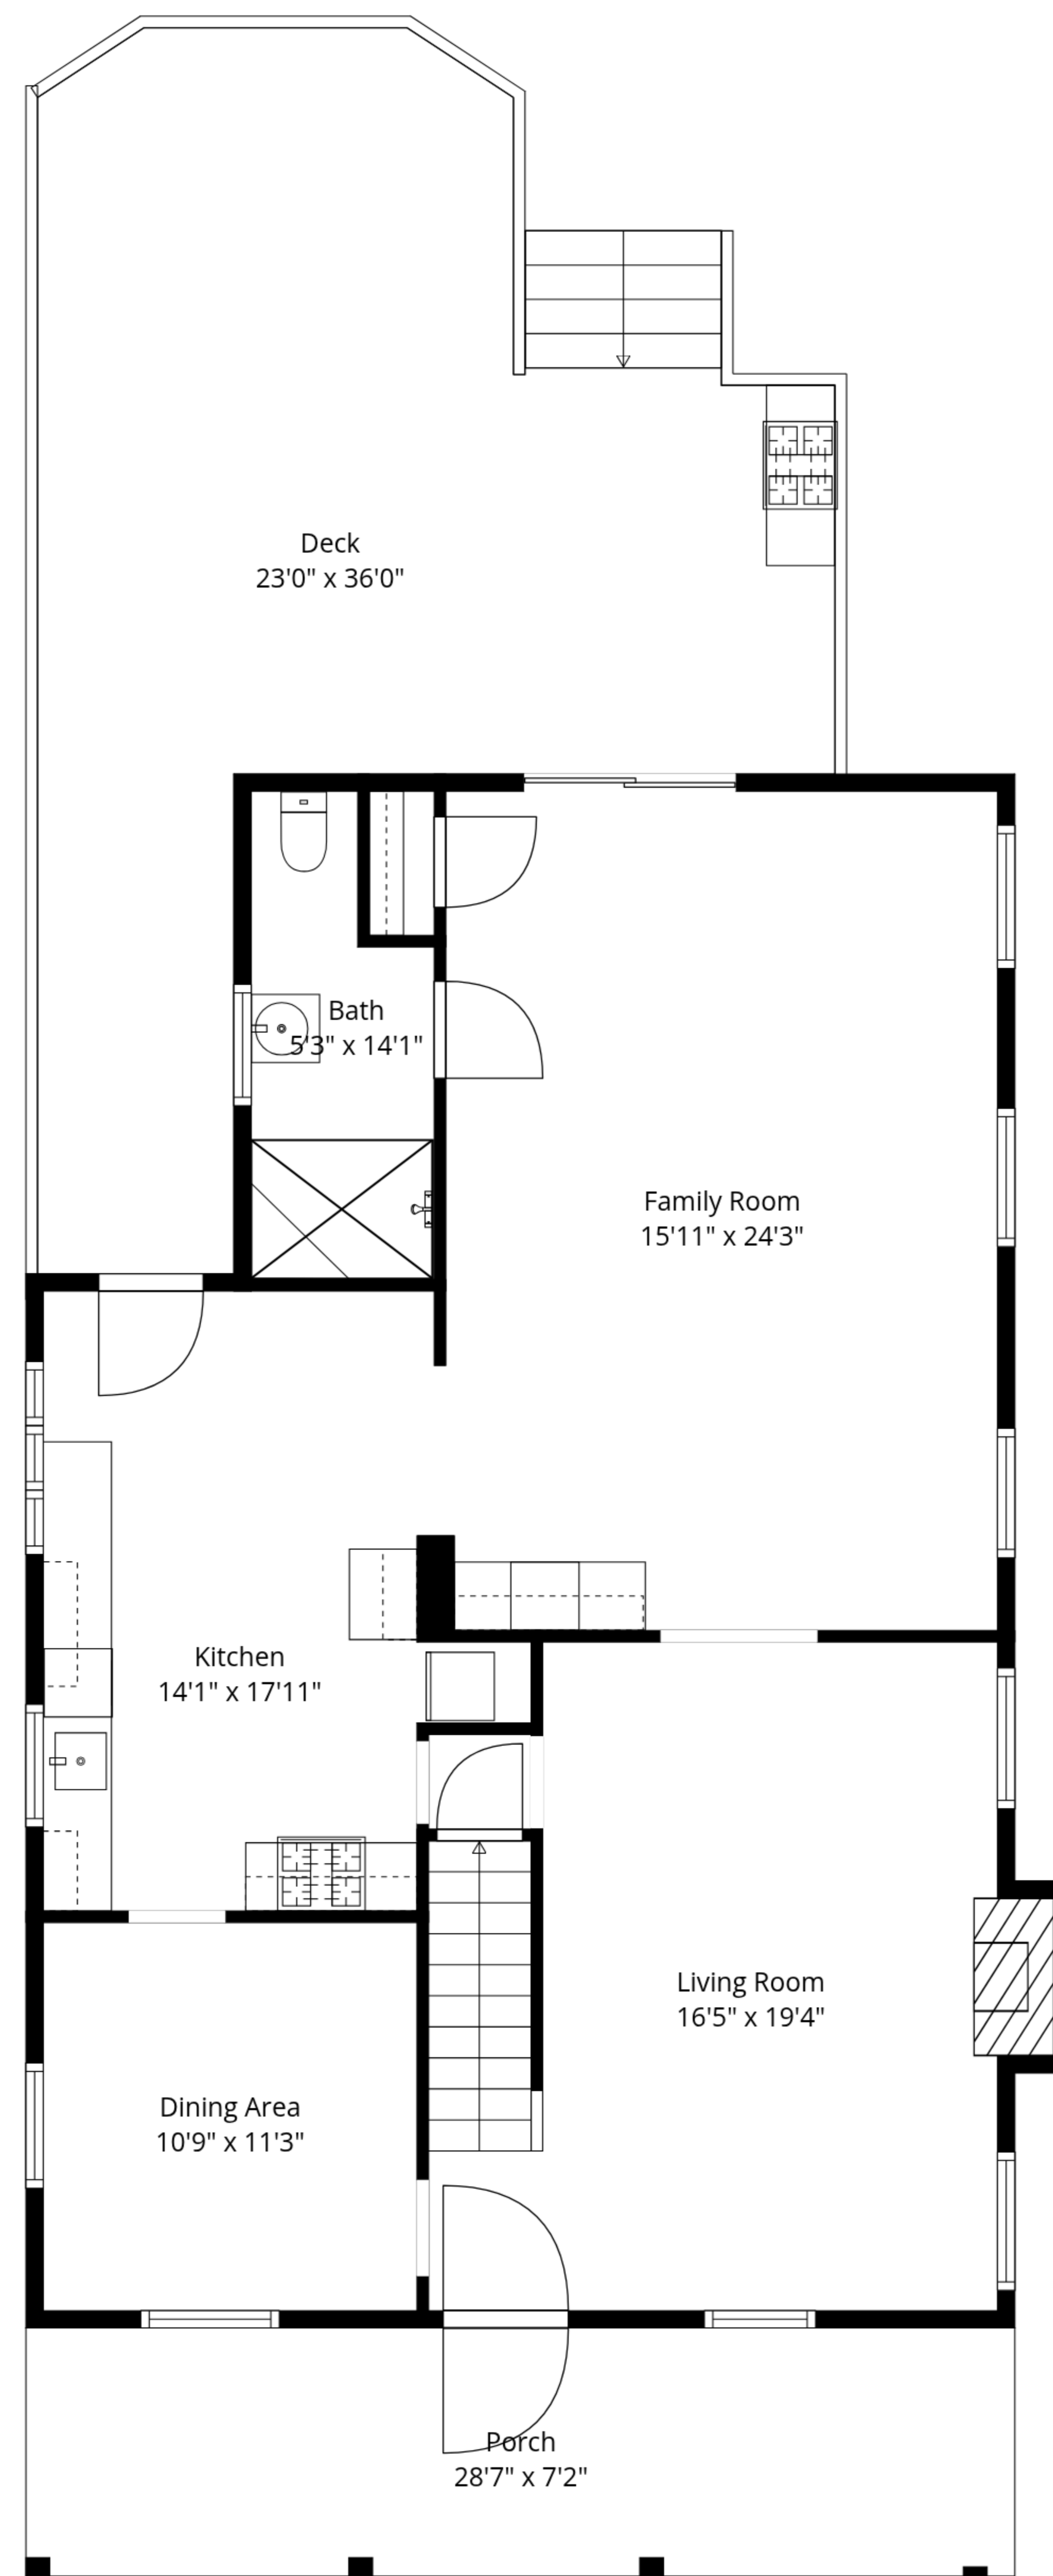 Deck
23'0" x 36'0"
Bath
5'3" x 14'1"
Family Room
15'11" x 24'3"
Kitchen
14'1" x 17'11"
Living Room
16'5" x 19'4"
Dining Area
10'9" x 11'3"
Porch
28'7" x 7'2"